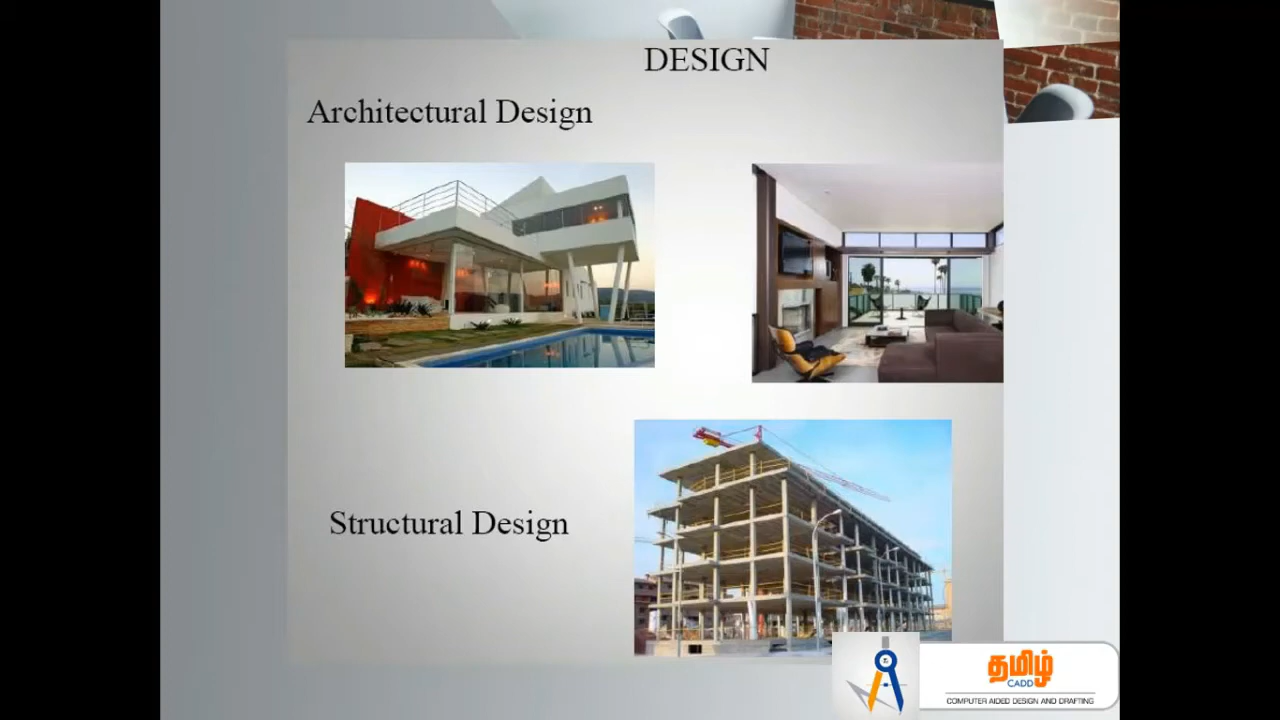 DESIGN
Architectural Design
Structural Design
தமிழ்
CADD
COMPUTER AIDED DESIGN AND DRAFTING